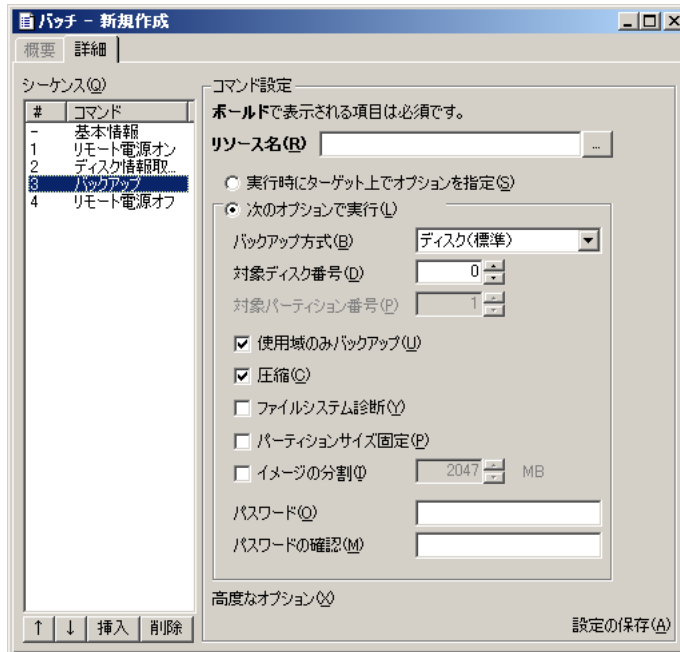 バッチ - 新規作成
概要 詳細
シーケンス(Q)
# コマンド
- 基本情報
1 リモート電源オン
2 ディスク情報取...
3 バックアップ
4 リモート電源オフ
↑ ↓ 挿入 削除
コマンド設定
ボールドで表示される項目は必須です。
リソース名(R) ...
実行時にターゲット上でオプションを指定(S)
次のオプションで実行(L)
バックアップ方式(B) ディスク(標準)
対象ディスク番号(D) 0
対象パーティション番号(P) 1
使用域のみバックアップ(U)
圧縮(C)
ファイルシステム診断(Y)
パーティションサイズ固定(P)
イメージの分割(I) 2047 MB
パスワード(O)
パスワードの確認(M)
高度なオプション(X)
設定の保存(A)